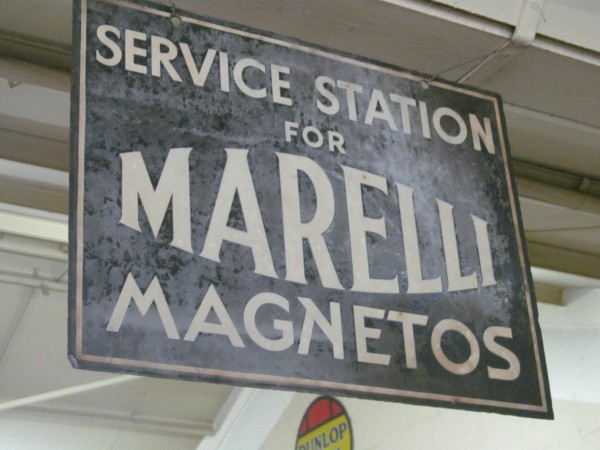 SERVICE STATION
FOR
MARELLI
MAGNETOS
DUNLOP